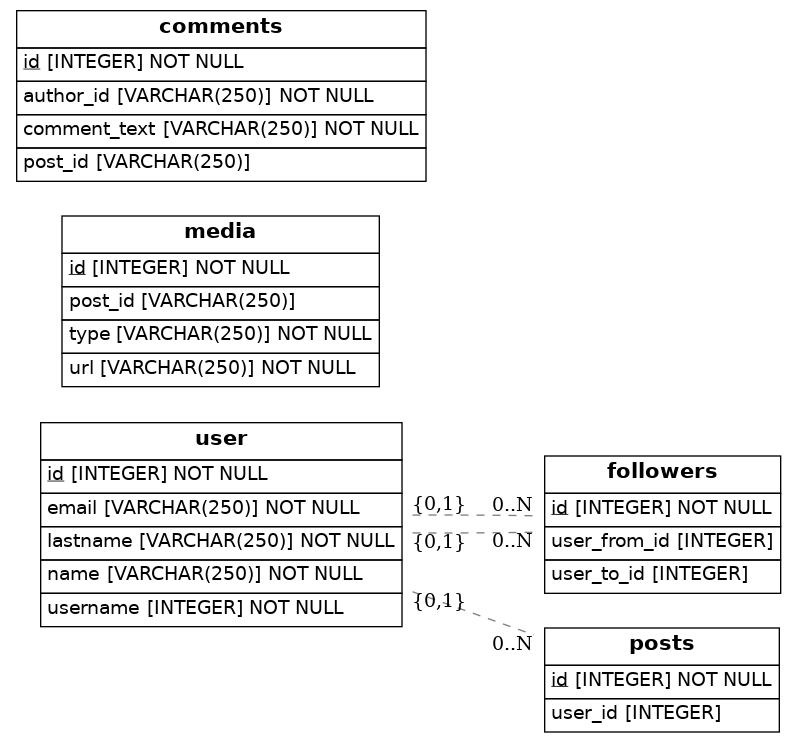 comments
id [INTEGER] NOT NULL
author_id [VARCHAR(250)] NOT NULL
comment_text [VARCHAR(250)] NOT NULL
post_id [VARCHAR(250)]
media
id [INTEGER] NOT NULL
post_id [VARCHAR(250)]
type [VARCHAR(250)] NOT NULL
url [VARCHAR(250)] NOT NULL
user
id [INTEGER] NOT NULL
email [VARCHAR(250)] NOT NULL
lastname [VARCHAR(250)] NOT NULL
name [VARCHAR(250)] NOT NULL
username [INTEGER] NOT NULL
{0,1} 0..N
{0,1} 0..N
{0,1}
0..N
followers
id [INTEGER] NOT NULL
user_from_id [INTEGER]
user_to_id [INTEGER]
posts
id [INTEGER] NOT NULL
user_id [INTEGER]